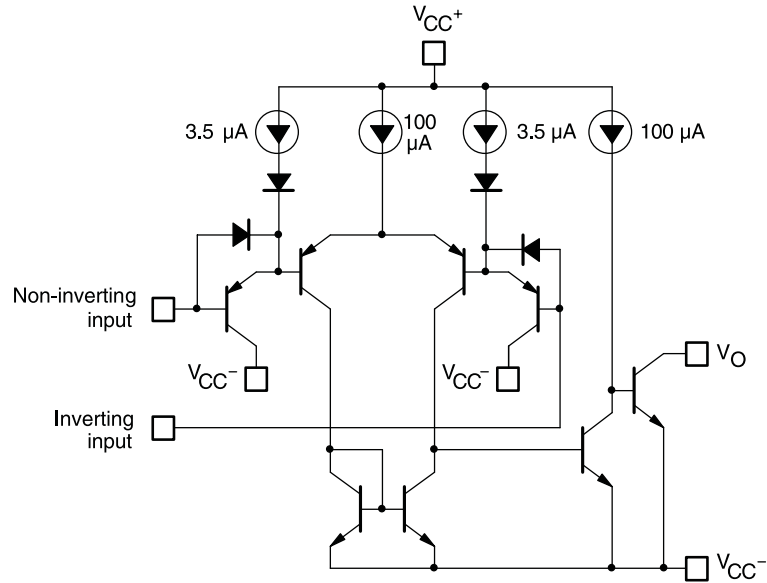 VCC+
3.5 µA
100
µA
3.5 µA
100 µA
Non-inverting
input
VCC−
VCC−
VO
Inverting
input
VCC−